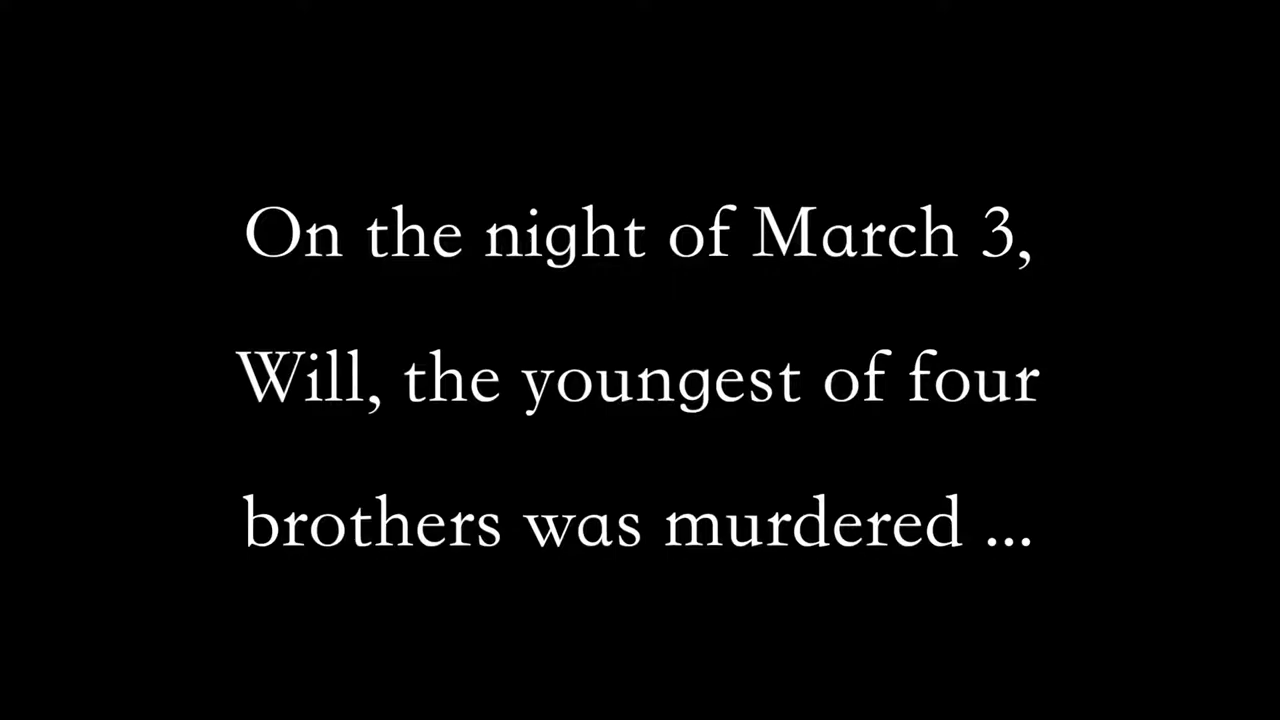 On the night of March 3,
Will, the youngest of four
brothers was murdered ...